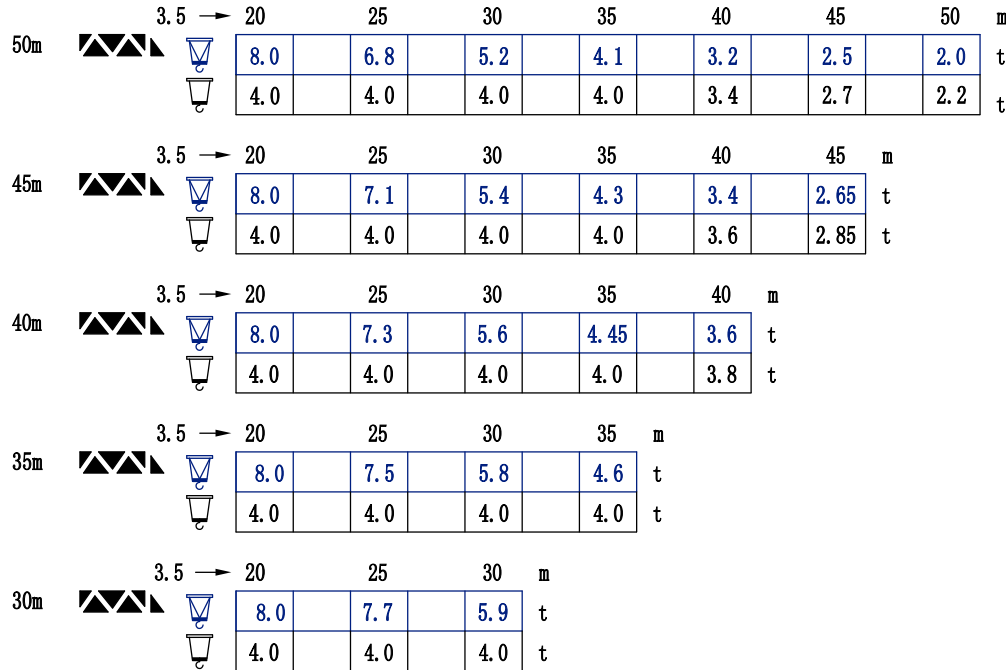 3.5 → 20 25 30 35 40 45 50 m
50m 8.0 6.8 5.2 4.1 3.2 2.5 2.0 t
4.0 4.0 4.0 4.0 3.4 2.7 2.2 t
3.5 → 20 25 30 35 40 45 m
45m 8.0 7.1 5.4 4.3 3.4 2.65 t
4.0 4.0 4.0 4.0 3.6 2.85 t
3.5 → 20 25 30 35 40 m
40m 8.0 7.3 5.6 4.45 3.6 t
4.0 4.0 4.0 4.0 3.8 t
3.5 → 20 25 30 35 m
35m 8.0 7.5 5.8 4.6 t
4.0 4.0 4.0 4.0 t
3.5 → 20 25 30 m
30m 8.0 7.7 5.9 t
4.0 4.0 4.0 t